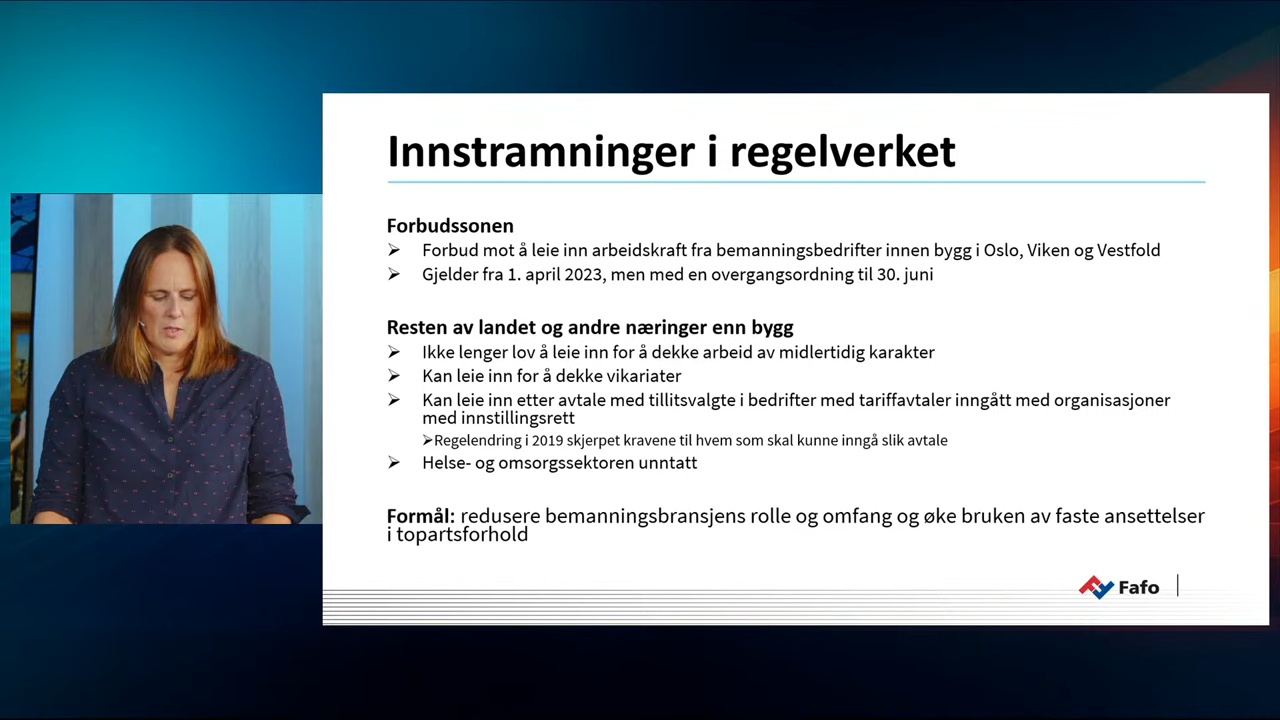 Innstramninger i regelverket
Forbudssonen
➢ Forbud mot å leie inn arbeidskraft fra bemanningsbedrifter innen bygg i Oslo, Viken og Vestfold
➢ Gjelder fra 1. april 2023, men med en overgangsordning til 30. juni
Resten av landet og andre næringer enn bygg
➢ Ikke lenger lov å leie inn for å dekke arbeid av midlertidig karakter
➢ Kan leie inn for å dekke vikariater
➢ Kan leie inn etter avtale med tillitsvalgte i bedrifter med tariffavtaler inngått med organisasjoner
med innstillingsrett
➢Regelendring i 2019 skjerpet kravene til hvem som skal kunne inngå slik avtale
➢ Helse- og omsorgssektoren unntatt
Formål: redusere bemanningsbransjens rolle og omfang og øke bruken av faste ansettelser
i topartsforhold
Fafo